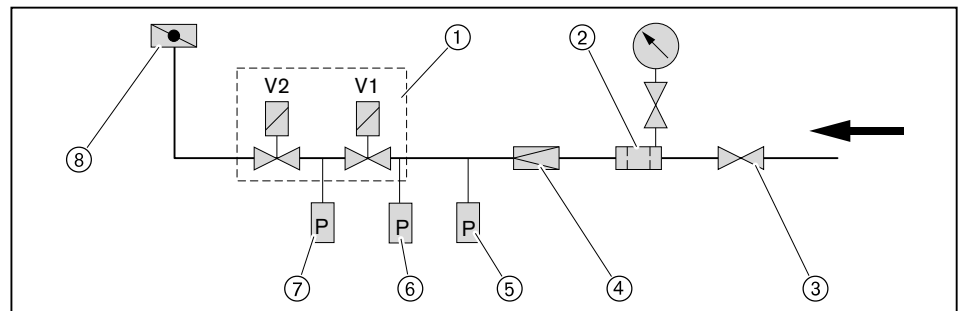 ① ②
V2 V1
⑧
P P P
⑦ ⑥ ⑤ ④ ③